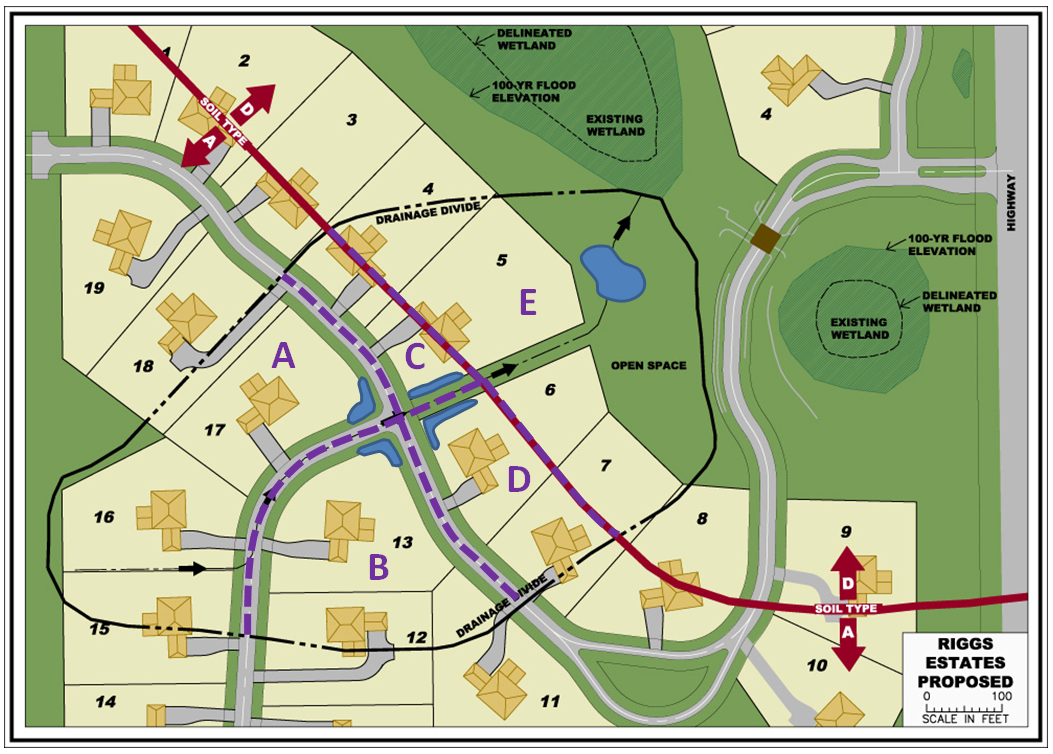 DELINEATED
WETLAND
100-YR FLOOD
ELEVATION
EXISTING
WETLAND
1
2
3
4
4
D
SOIL TYPE
A
DRAINAGE DIVIDE
HIGHWAY
5
E
19
100-YR FLOOD
ELEVATION
DELINEATED
WETLAND
EXISTING
WETLAND
18
A
C
OPEN SPACE
6
17
7
D
16
13
8
9
B
D
SOIL TYPE
A
DRAINAGE DIVIDE
15
12
10
14
11
RIGGS
ESTATES
PROPOSED
0 100
SCALE IN FEET